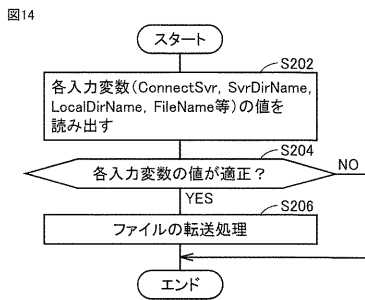 図14
スタート
S202
各入力変数(ConnectSvr, SvrDirName,
LocalDirName, FileName等)の値を
読み出す
S204
各入力変数の値が適正?
NO
YES
S206
ファイルの転送処理
エンド